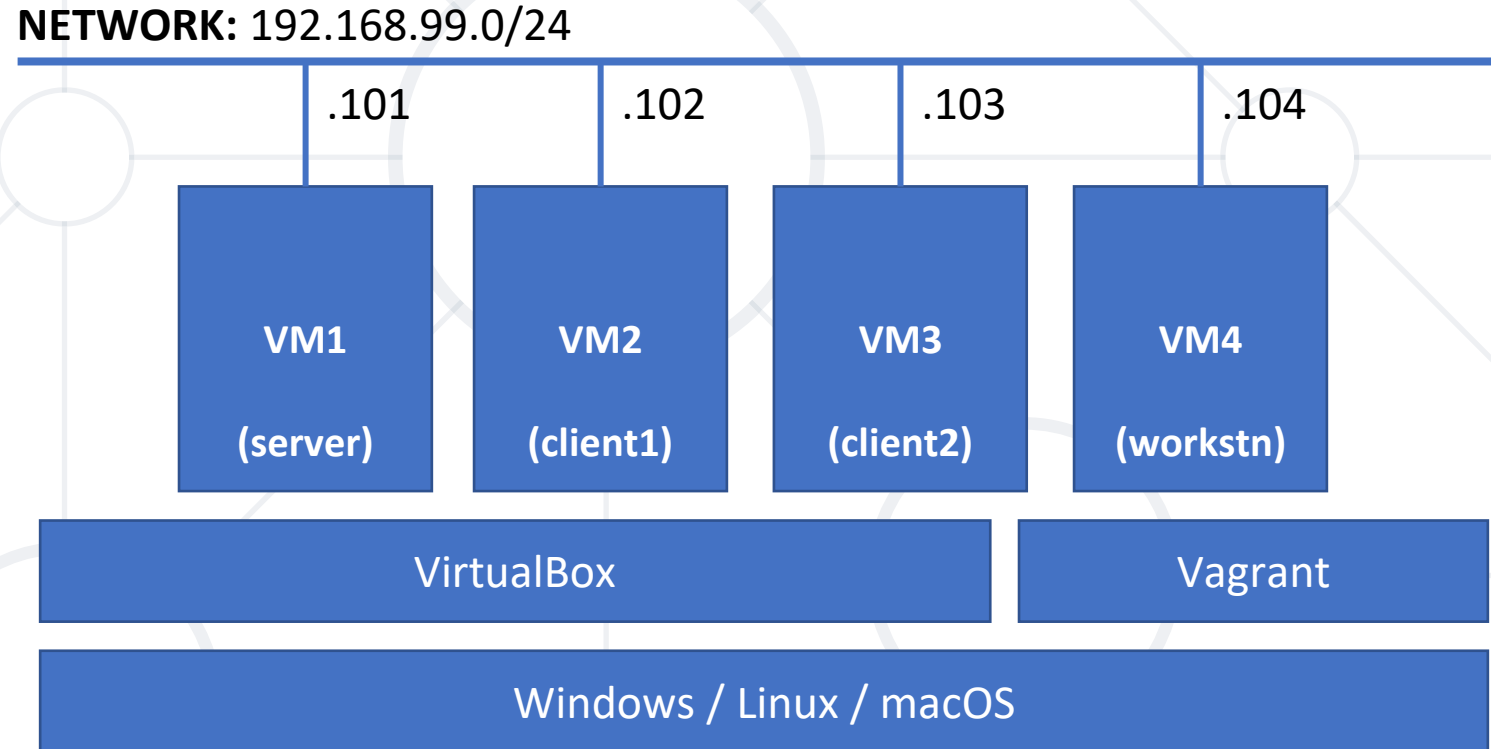 NETWORK: 192.168.99.0/24
.101
.102
.103
.104
VM1
(server)
VM2
(client1)
VM3
(client2)
VM4
(workstn)
VirtualBox
Vagrant
Windows / Linux / macOS